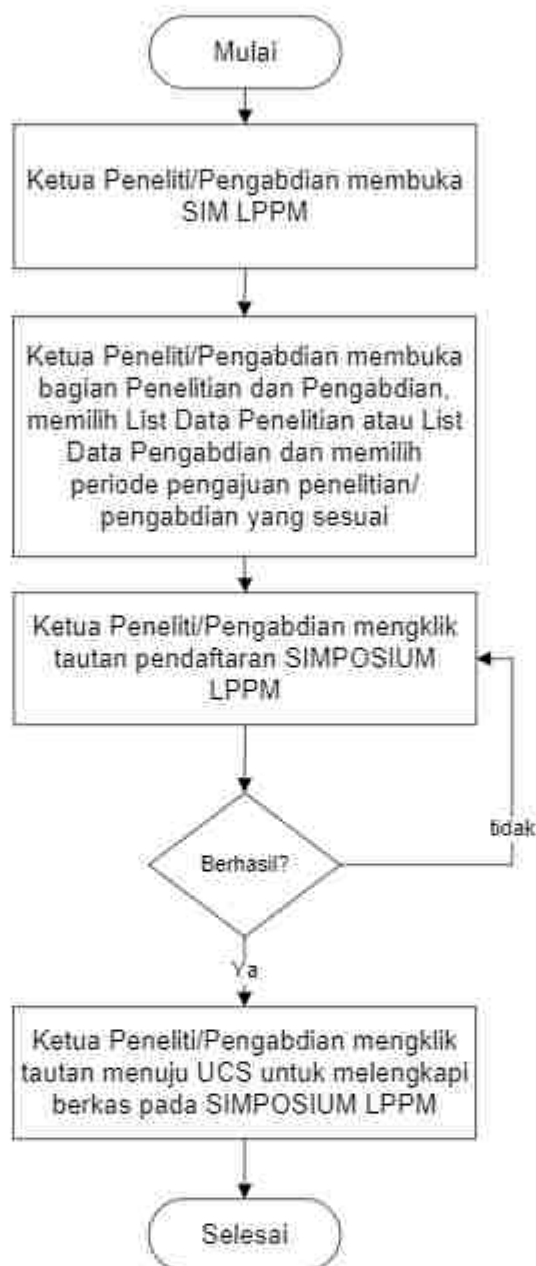 Mulai
Ketua Peneliti/Pengabdian membuka
SIM LPPM
Ketua Peneliti/Pengabdian membuka
bagian Penelitian dan Pengabdian,
memilih List Data Penelitian atau List
Data Pengabdian dan memilih
periode pengajuan penelitian/
pengabdian yang sesuai
Ketua Peneliti/Pengabdian mengklik
tautan pendaftaran SIMPOSIUM
LPPM
tidak
Berhasil?
Ya
Ketua Peneliti/Pengabdian mengklik
tautan menuju UCS untuk melengkapi
berkas pada SIMPOSIUM LPPM
Selesai